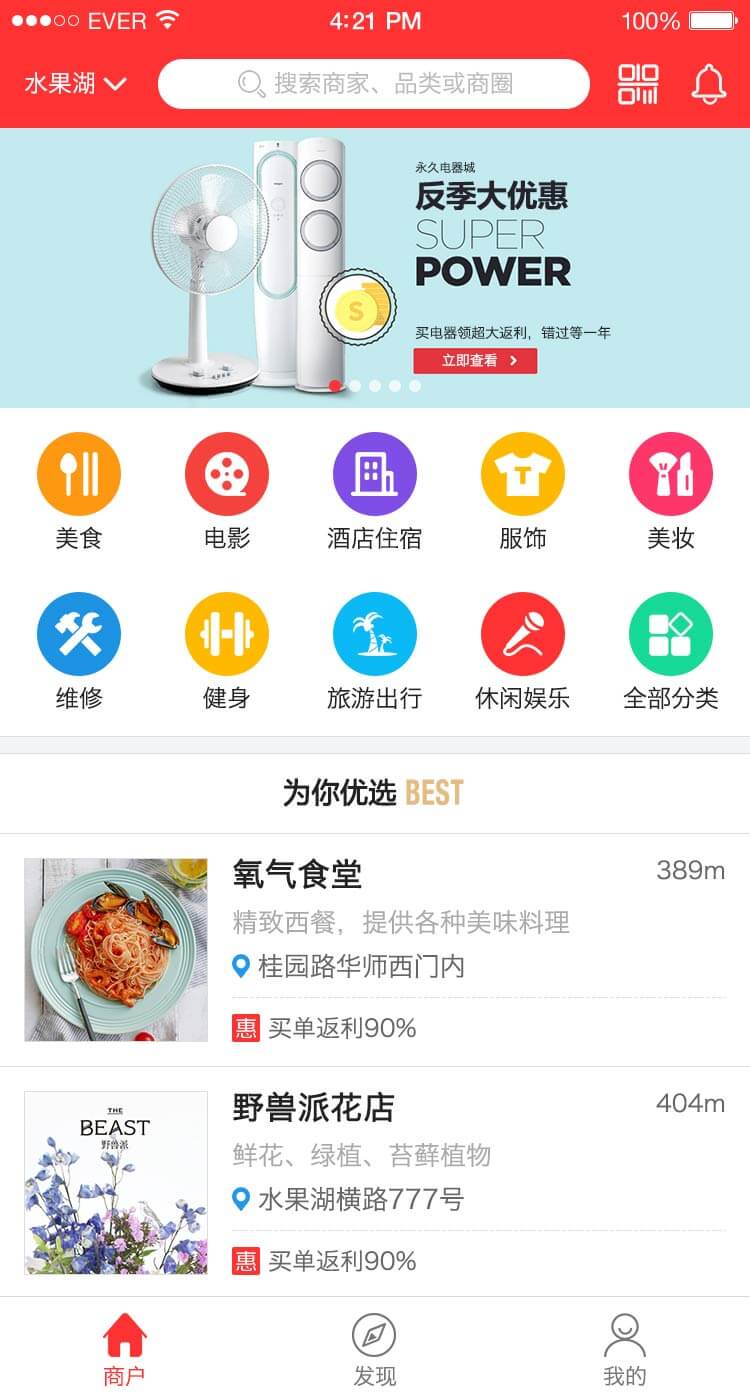 EVER
4:21 PM
100%
水果湖
搜索商家、品类或商圈
永久电器城
反季大优惠
SUPER
POWER
S
买电器领超大返利，错过等一年
立即查看
美食
电影
酒店住宿
T
服饰
美妆
维修
健身
旅游出行
休闲娱乐
全部分类
为你优选 BEST
氧气食堂
389m
精致西餐，提供各种美味料理
桂园路华师西门内
惠 买单返利90%
THE
BEAST
野兽派
野兽派花店
404m
鲜花、绿植、苔藓植物
水果湖横路777号
惠 买单返利90%
商户
发现
我的